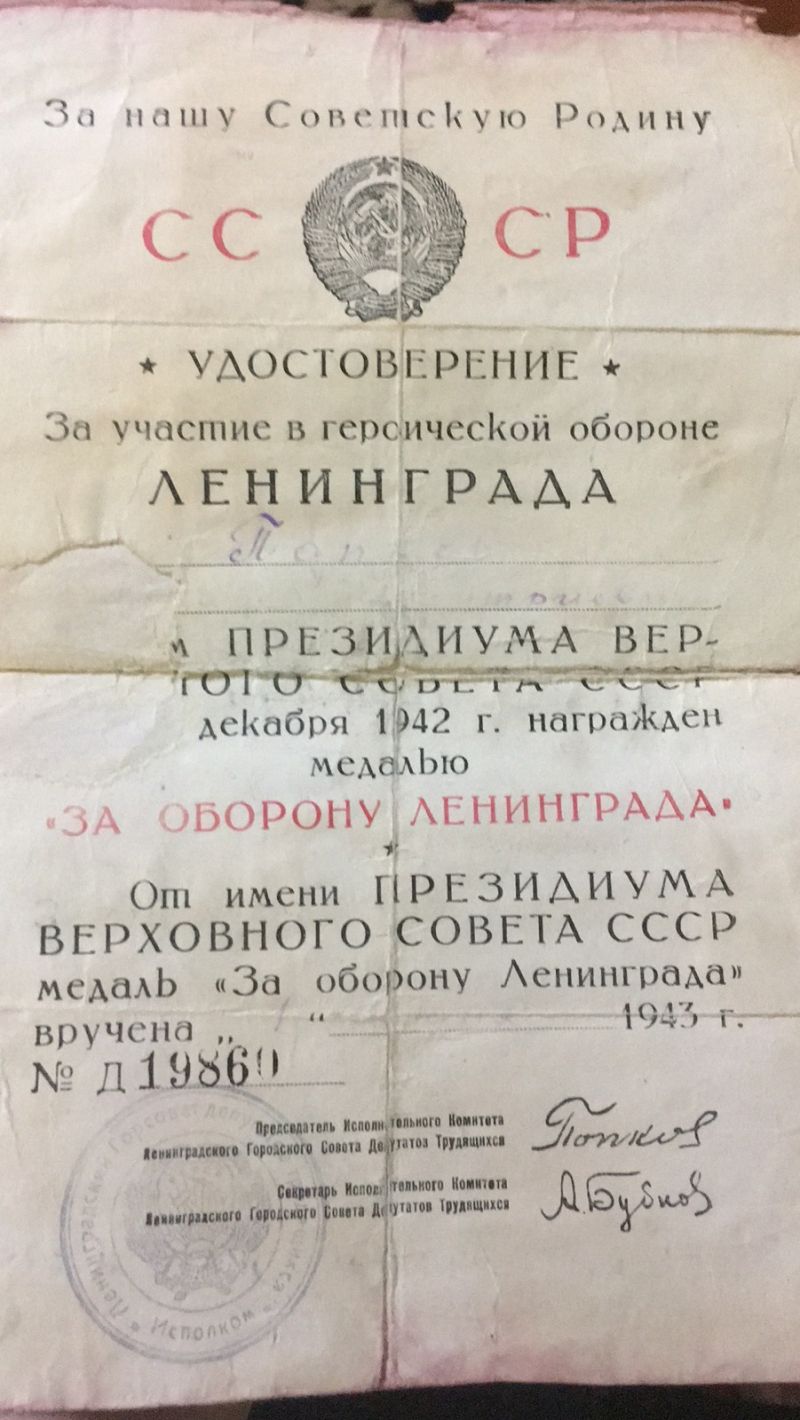 За нашу Советскую Родину
СС СР
★ УДОСТОВЕРЕНИЕ ★
За участие в героической обороне
ЛЕНИНГРАДА
ПРЕЗИДИУМА ВЕР-
СОВЕТА СССР
декабря 1942 г. награжден
медалью
«ЗА ОБОРОНУ ЛЕНИНГРАДА»
★
От имени ПРЕЗИДИУМА
ВЕРХОВНОГО СОВЕТА СССР
медаль «За оборону Ленинграда»
вручена „ “ 1943 г.
№ Д 19860
Председатель Исполнительного Комитета
Ленинградского Городского Совета Депутатов Трудящихся
Попков
Секретарь Исполнительного Комитета
Ленинградского Городского Совета Депутатов Трудящихся
А.Бубнов
Исполком